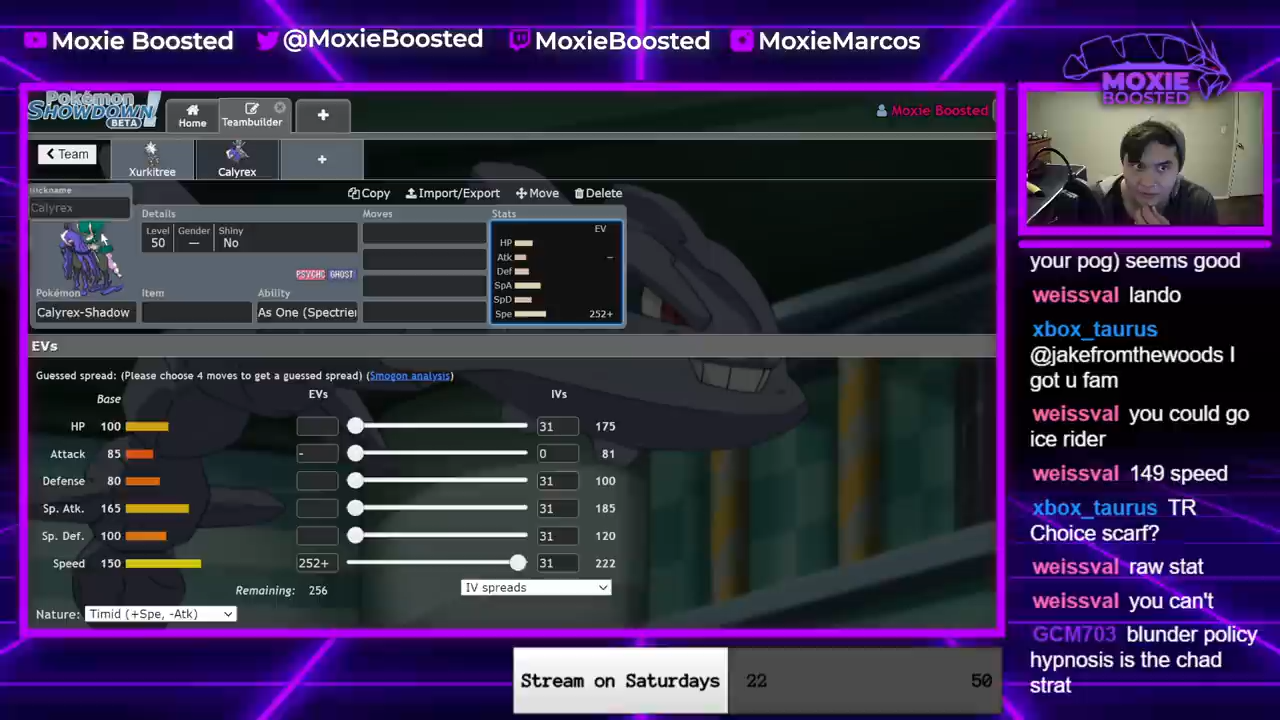 Moxie Boosted @MoxieBoosted MoxieBoosted MoxieMarcos
MOXIE
BOOSTED
Pokémon
SHOWDOWN!
BETA
Home
Teambuilder
+
Moxie Boosted
Team
Xurkitree
Calyrex
+
Copy Import/Export Move Delete
Nickname
Calyrex
Details
Level Gender Shiny
50 — No
PSYCHC GHOST
Pokémon Item Ability
Calyrex-Shadow As One (Spectrier
Moves
Stats
EV
HP
Atk –
Def
SpA
SpD
Spe 252+
EVs
Guessed spread: (Please choose 4 moves to get a guessed spread) (Smogon analysis)
Base EVs IVs
HP 100 31 175
Attack 85 - 0 81
Defense 80 31 100
Sp. Atk. 165 31 185
Sp. Def. 100 31 120
Speed 150 252+ 31 222
Remaining: 256 IV spreads
Nature: Timid (+Spe, -Atk)
your pog) seems good
weissval lando
xbox_taurus
@jakefromthewoods I
got u fam
weissval you could go
ice rider
weissval 149 speed
xbox_taurus TR
Choice scarf?
weissval raw stat
weissval you can't
GCM703 blunder policy
hypnosis is the chad
strat
Stream on Saturdays 22 50